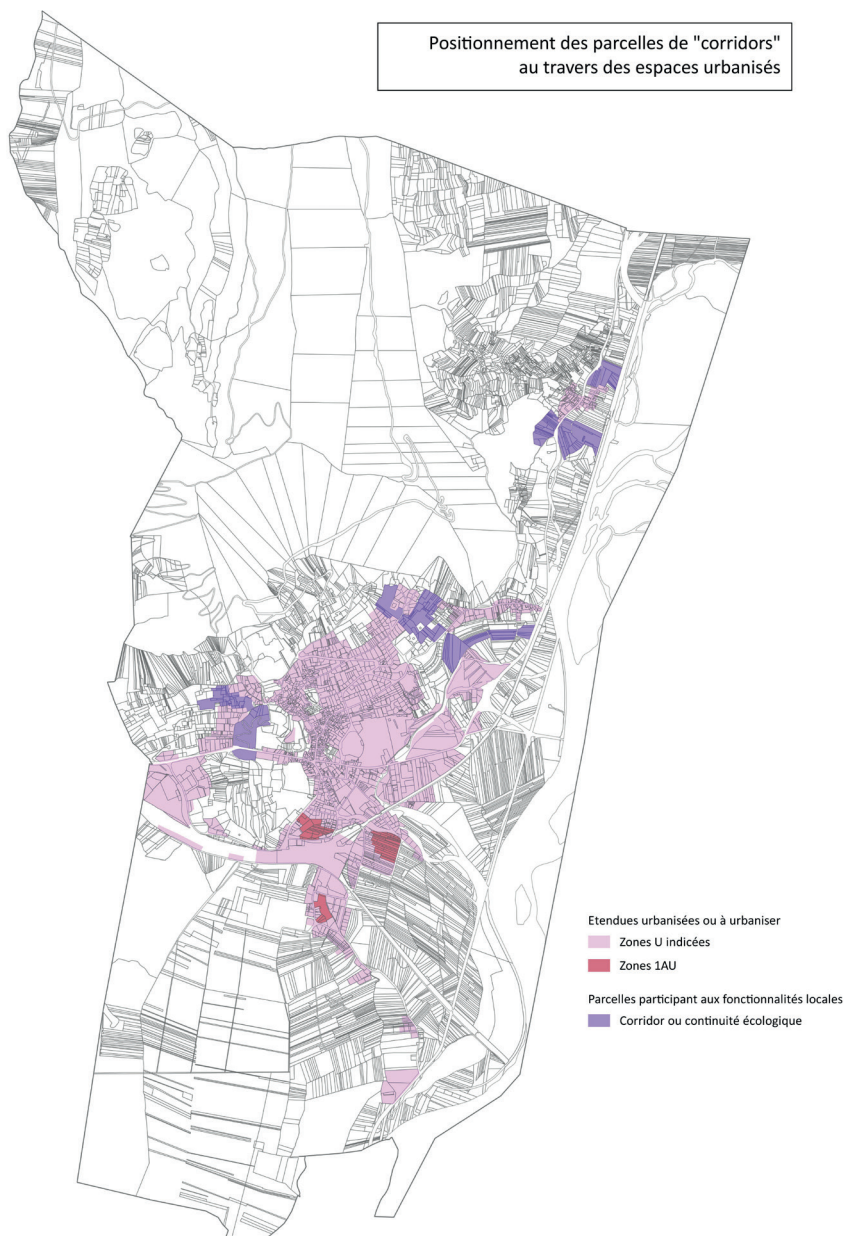 Positionnement des parcelles de "corridors"
au travers des espaces urbanisés
Etendues urbanisées ou à urbaniser
Zones U indicées
Zones 1AU
Parcelles participant aux fonctionnalités locales
Corridor ou continuité écologique